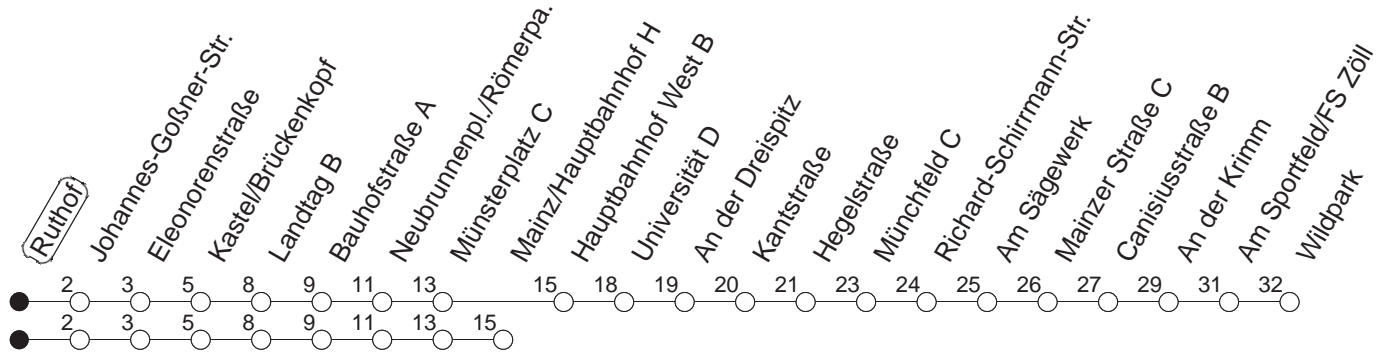 Ruthof
Johannes-Goßner-Str.
Eleonorenstraße
Kastel/Brückenkopf
Landtag B
Bauhofstraße A
Neubrunnenpl./Römerpa.
Münsterplatz C
Mainz/Hauptbahnhof H
Hauptbahnhof West B
Universität D
An der Dreispitz
Kantstraße
Hegelstraße
Münchfeld C
Richard-Schirrmann-Str.
Am Sägewerk
Mainzer Straße C
Canisiusstraße B
An der Krimm
Am Sportfeld/FS Zöll
Wildpark
2 3 5 8 9 11 13 15 18 19 20 21 23 24 25 26 27 29 31 32
2 3 5 8 9 11 13 15